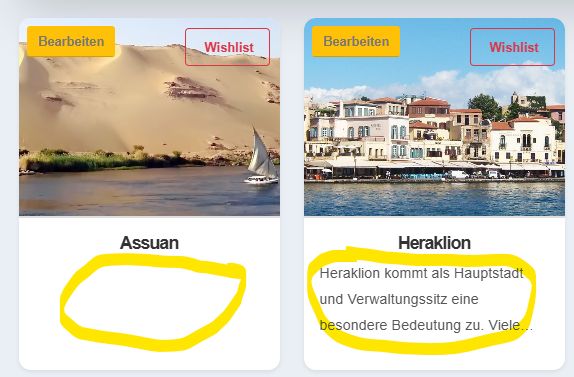 Bearbeiten
Wishlist
Bearbeiten
Wishlist
Assuan
Heraklion
Heraklion kommt als Hauptstadt
und Verwaltungssitz eine
besondere Bedeutung zu. Viele...